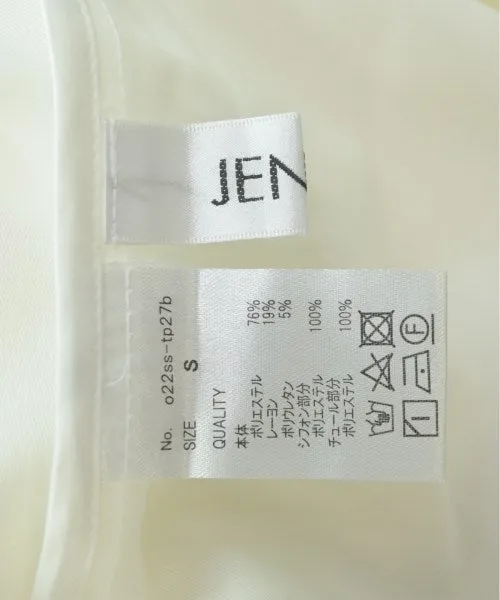 No. o22ss-tp27b
SIZE S
QUALITY
本体
ポリエステル 76%
レーヨン 19%
ポリウレタン 5%
シフォン部分
ポリエステル 100%
チュール部分
ポリエステル 100%
F